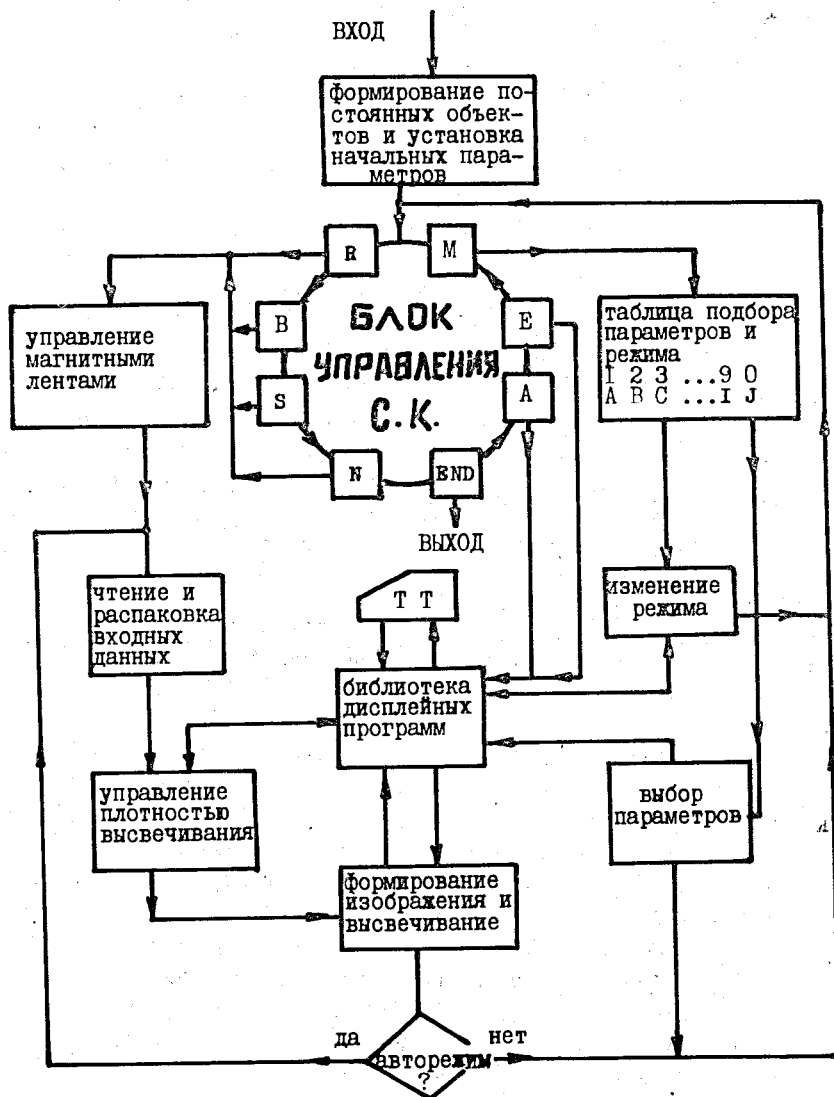 ВХОД
формирование по-
стоянных объек-
тов и установка
начальных пара-
метров
R
M
B
E
S
A
N
END
БЛОК
УПРАВЛЕНИЯ
С.К.
ВЫХОД
управление
магнитными
лентами
таблица подбора
параметров и
режима
1 2 3 ...9 0
A B C ...I J
чтение и
распаковка
входных
данных
Т Т
изменение
режима
библиотека
дисплейных
программ
управление
плотностью
высвечивания
выбор
параметров
формирование
изображения и
высвечивание
да
нет
авторежим
?